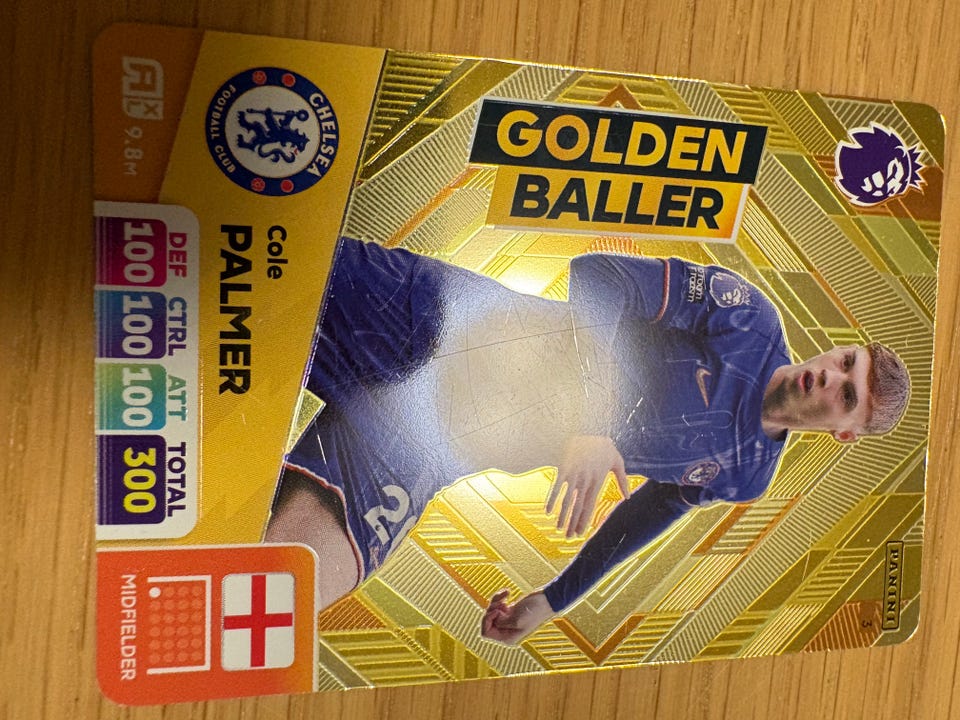 PANINI
3
GOLDEN
BALLER
CHELSEA
FOOTBALL CLUB
Cole
PALMER
9.8M
DEF CTRL ATT TOTAL
100 100 100 300
MIDFIELDER